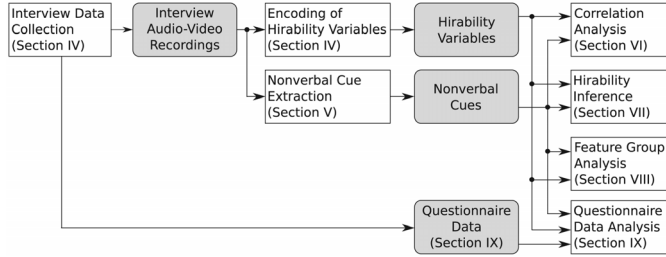 Interview Data
Collection
(Section IV)
Interview
Audio-Video
Recordings
Encoding of
Hirability Variables
(Section IV)
Hirability
Variables
Correlation
Analysis
(Section VI)
Nonverbal Cue
Extraction
(Section V)
Nonverbal
Cues
Hirability
Inference
(Section VII)
Feature Group
Analysis
(Section VIII)
Questionnaire
Data
(Section IX)
Questionnaire
Data Analysis
(Section IX)